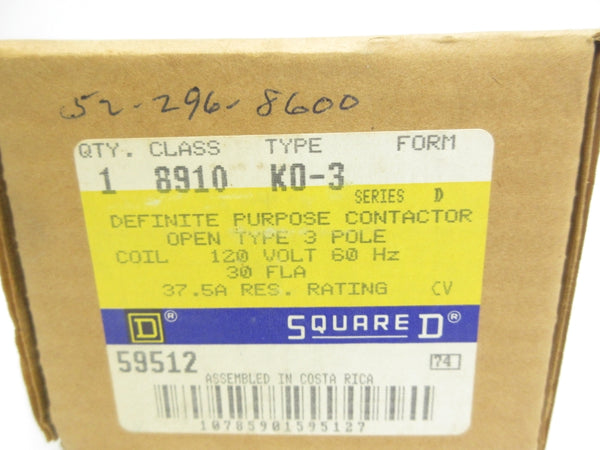 52-296-8600
QTY. CLASS TYPE FORM
1 8910 KO-3
SERIES D
DEFINITE PURPOSE CONTACTOR
OPEN TYPE 3 POLE
COIL 120 VOLT 60 Hz
30 FLA
37.5A RES. RATING CV
D® SQUARE D®
59512 74
ASSEMBLED IN COSTA RICA
10785901595127